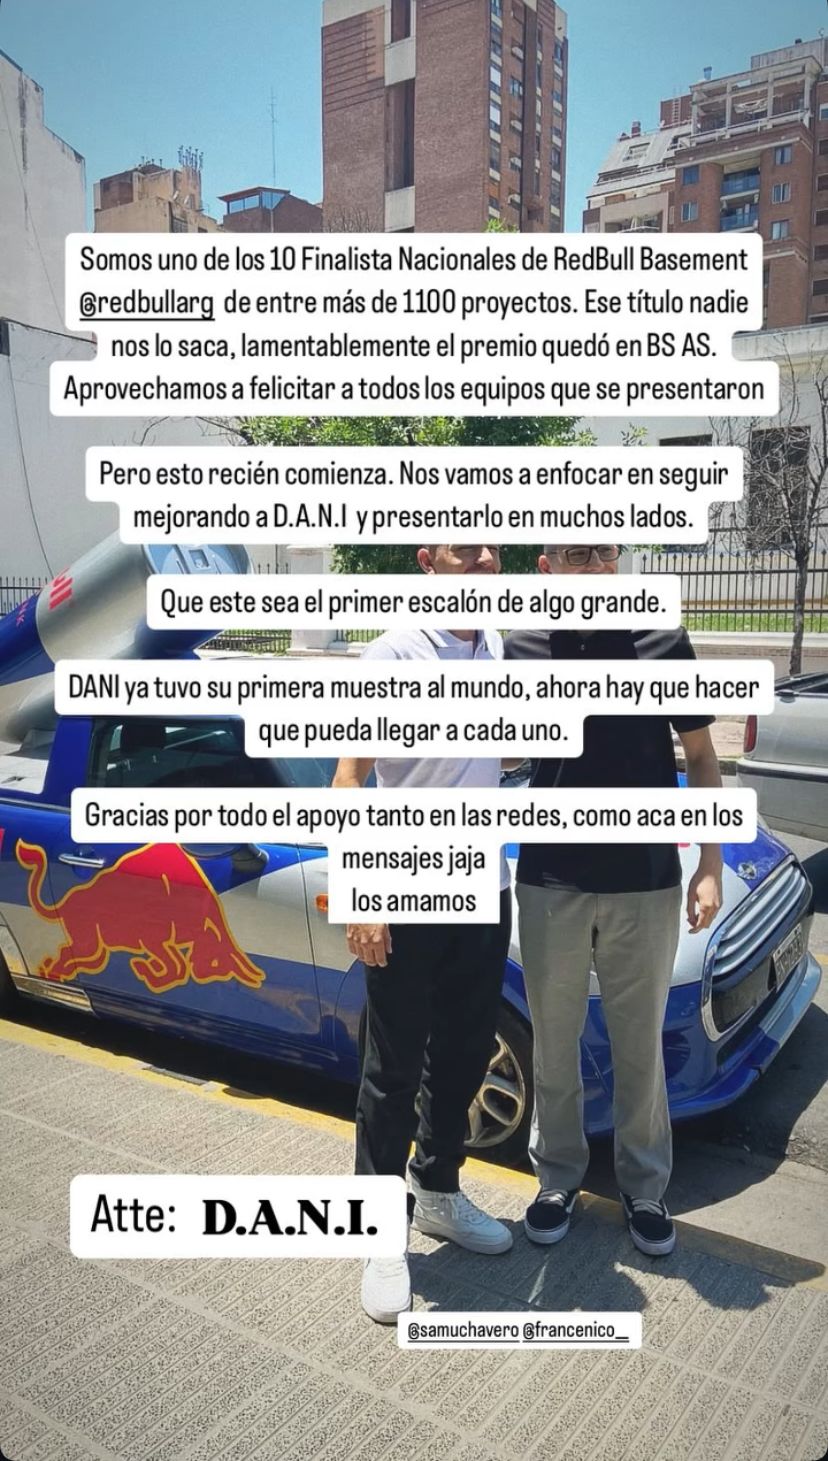 Somos uno de los 10 Finalista Nacionales de RedBull Basement
@redbullarg de entre más de 1100 proyectos. Ese título nadie
nos lo saca, lamentablemente el premio quedó en BS AS.
Aprovechamos a felicitar a todos los equipos que se presentaron
Pero esto recién comienza. Nos vamos a enfocar en seguir
mejorando a D.A.N.I y presentarlo en muchos lados.
Que este sea el primer escalón de algo grande.
DANI ya tuvo su primera muestra al mundo, ahora hay que hacer
que pueda llegar a cada uno.
Gracias por todo el apoyo tanto en las redes, como aca en los
mensajes jaja
los amamos
Atte: D.A.N.I.
@samuchavero @francenico_